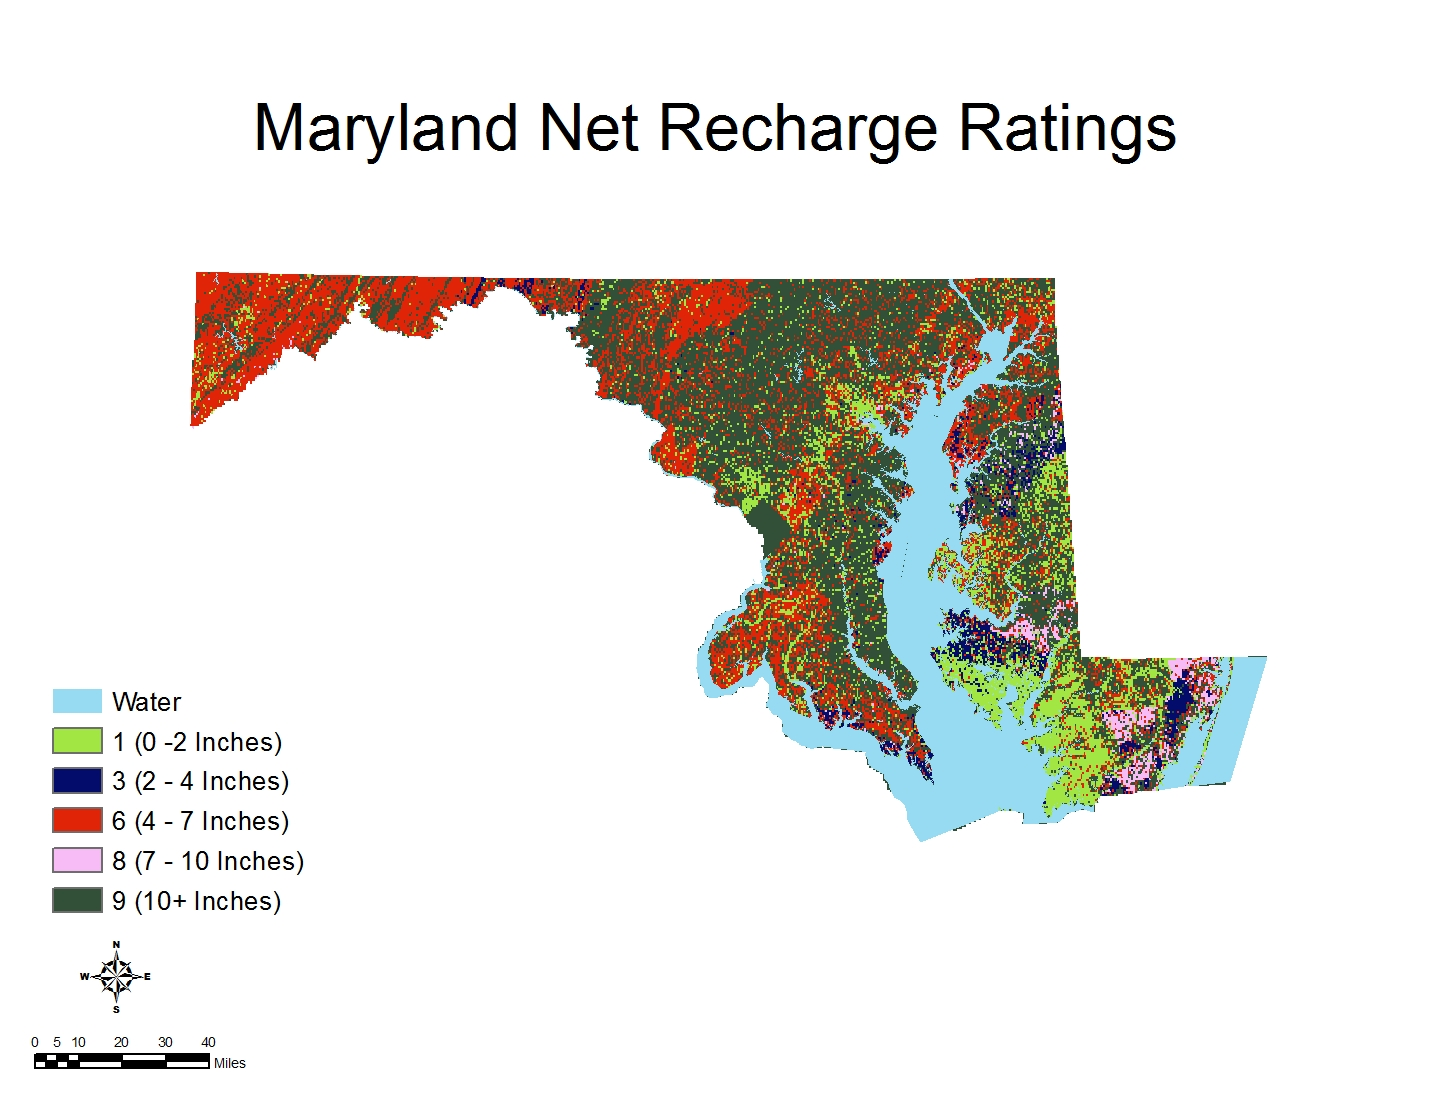 Maryland Net Recharge Ratings
Water
1 (0 -2 Inches)
3 (2 - 4 Inches)
6 (4 - 7 Inches)
8 (7 - 10 Inches)
9 (10+ Inches)
N
W E
S
0 5 10 20 30 40
Miles